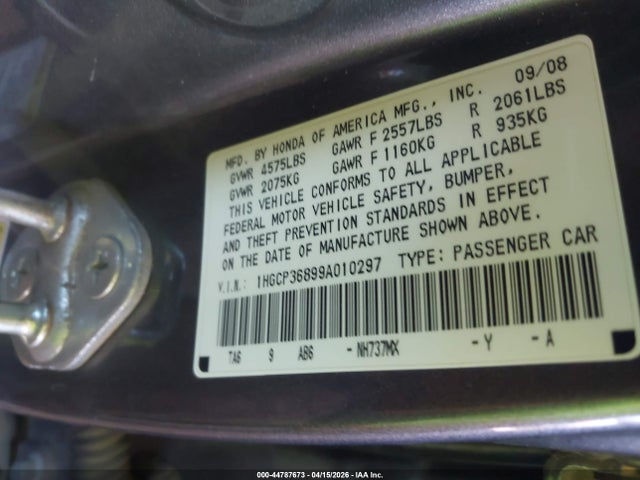 MFD. BY HONDA OF AMERICA MFG., INC. 09/08
GVWR 4575LBS GAWR F 2557LBS R 2061LBS
GVWR 2075KG GAWR F 1160KG R 935KG
THIS VEHICLE CONFORMS TO ALL APPLICABLE
FEDERAL MOTOR VEHICLE SAFETY, BUMPER,
AND THEFT PREVENTION STANDARDS IN EFFECT
ON THE DATE OF MANUFACTURE SHOWN ABOVE.
V.I.N.: 1HGCP36899A010297 TYPE: PASSENGER CAR
TA6 9 AB6 -NH737MX -Y -A
000-44787673 - 04/15/2026 - IAA Inc.